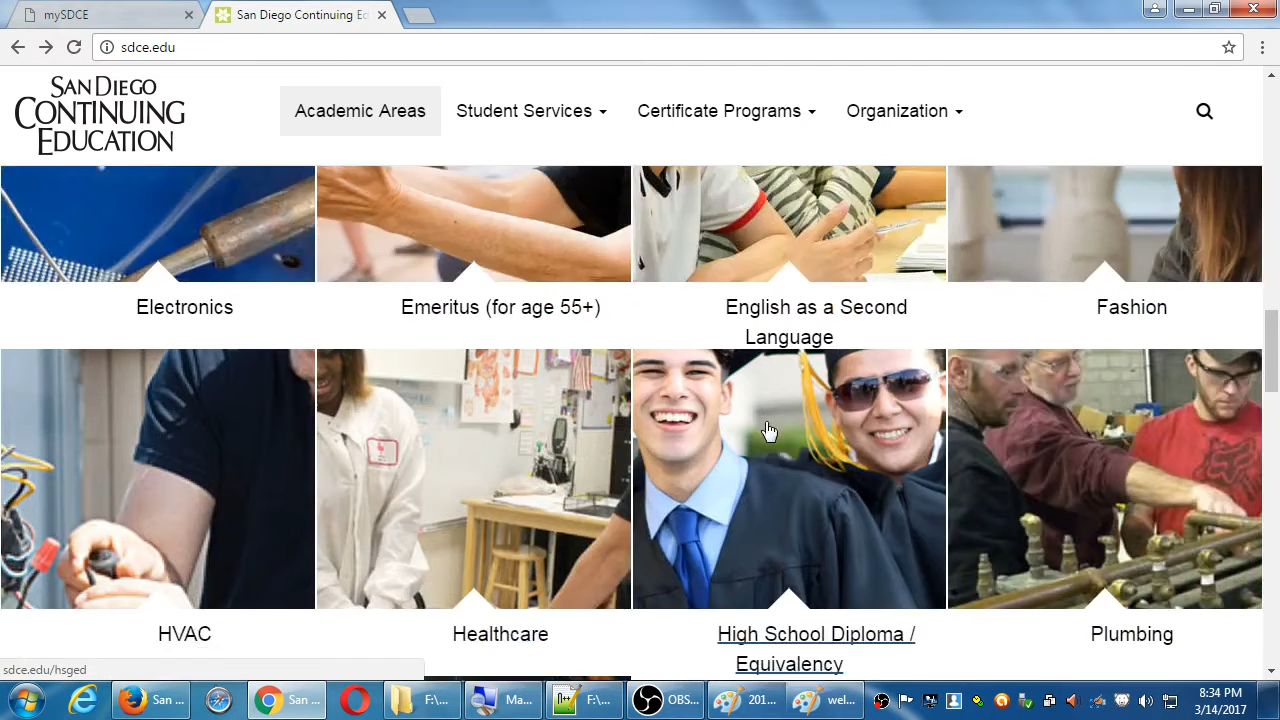 mySDCE
San Diego Continuing Ed
sdce.edu
SAN DIEGO
CONTINUING
EDUCATION
Academic Areas
Student Services
Certificate Programs
Organization
Electronics
Emeritus (for age 55+)
English as a Second
Language
Fashion
HVAC
Healthcare
High School Diploma /
Equivalency
Plumbing
sdce.edu/hsged
San ...
San ...
F:\...
Ma...
F:\...
OBS...
201...
wel...
8:34 PM
3/14/2017